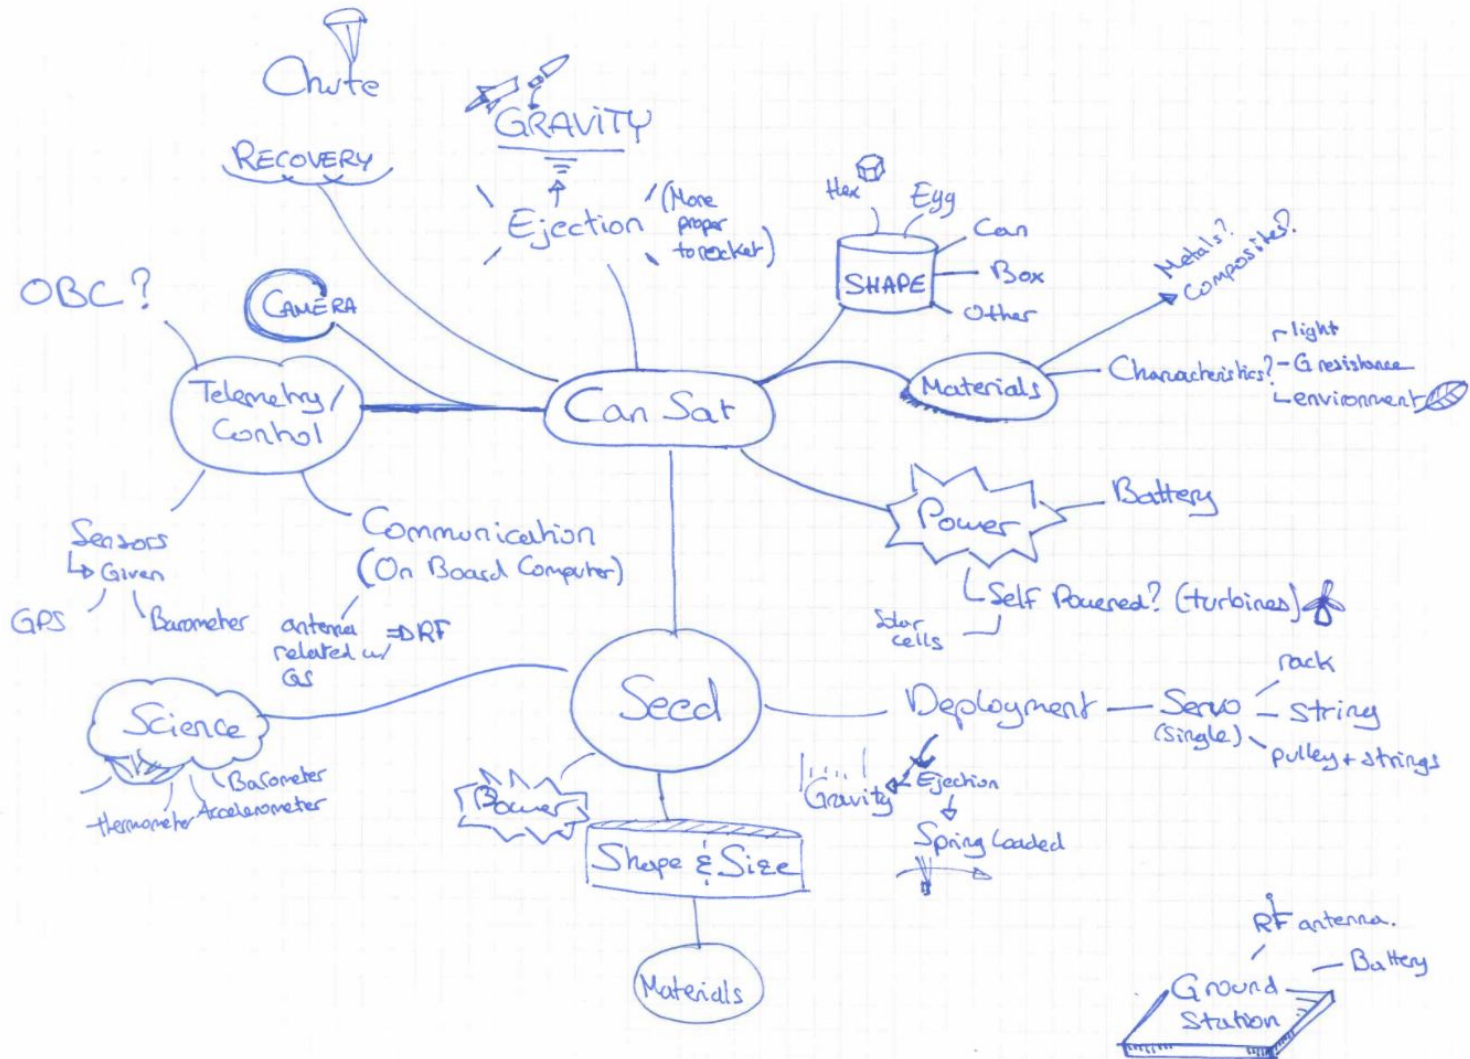 Chute
RECOVERY
GRAVITY
Ejection
(More
proper
to rocket)
Hex
Egg
Can
Box
Other
SHAPE
Metals?
Composites?
Materials
Characteristics?
light
G resistance
environment
OBC?
CAMERA
Telemetry/
Control
Can Sat
Sensors
Given
GPS
Barometer
Communication
(On Board Computer)
antenna => RF
related w/
GS
Power
Battery
Self Powered? (turbines)
Solar
cells
Seed
Science
Barometer
Accelerometer
thermometer
Power
Shape & Size
Materials
Deployment
Servo
(single)
rack
string
pulley + strings
Ejection
Gravity
Spring Loaded
RF antenna.
Battery
Ground
Station